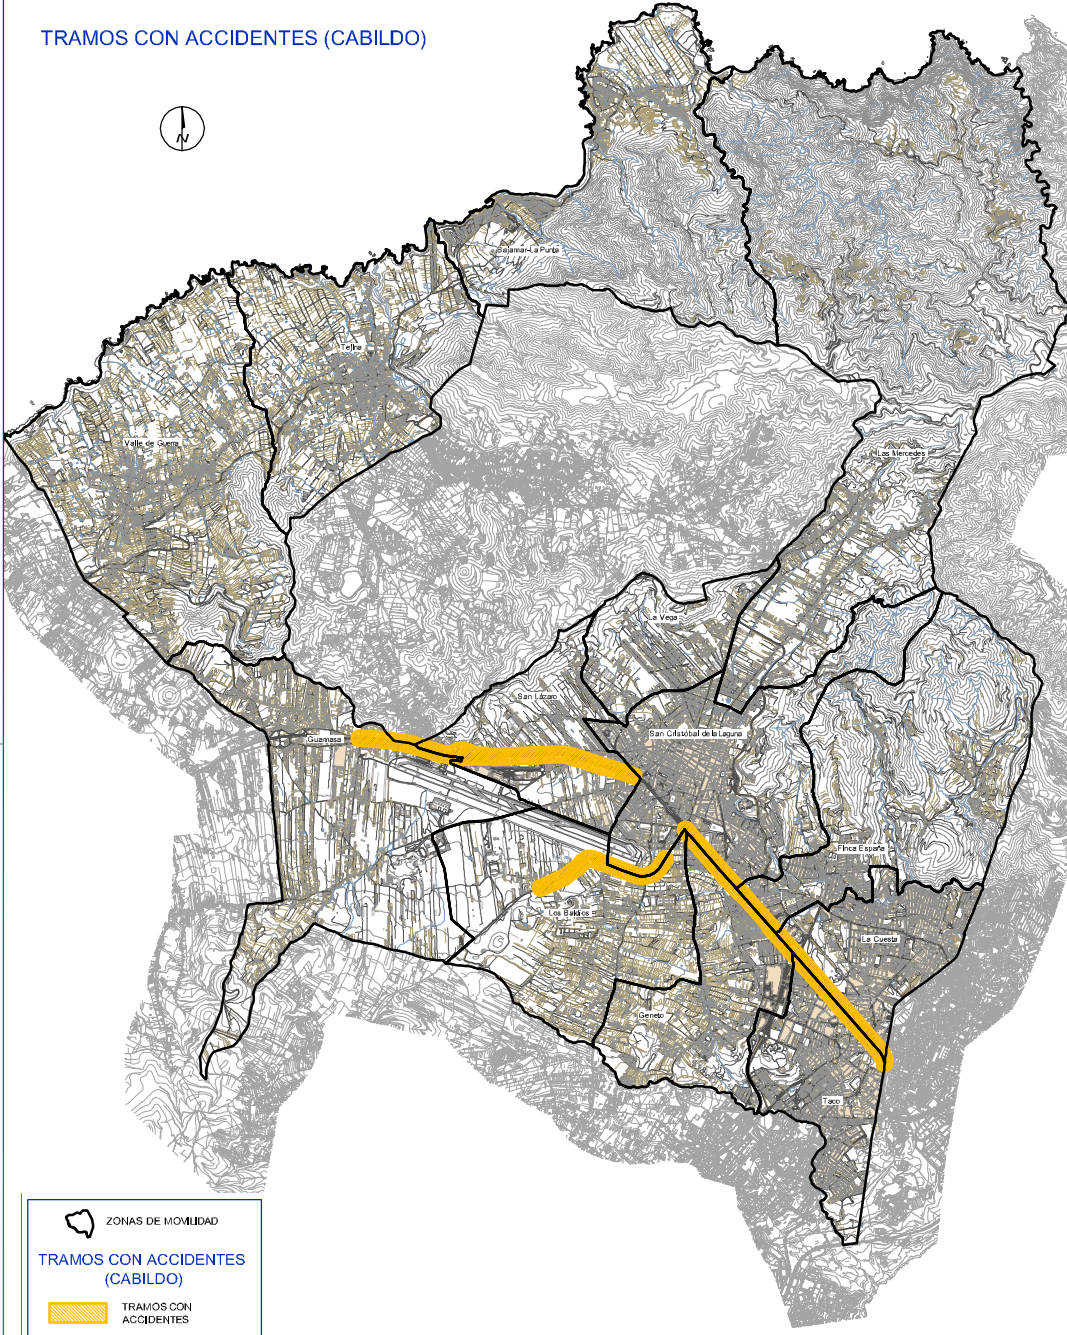 TRAMOS CON ACCIDENTES (CABILDO)
N
Bajamar-La Punta
Tejina
Valle de Guerra
Las Mercedes
La Vega
San Lázaro
San Cristóbal de la Laguna
Guamasa
Finca España
Los Baldíos
La Cuesta
Geneto
Taco
ZONAS DE MOVILIDAD
TRAMOS CON ACCIDENTES
(CABILDO)
TRAMOS CON
ACCIDENTES